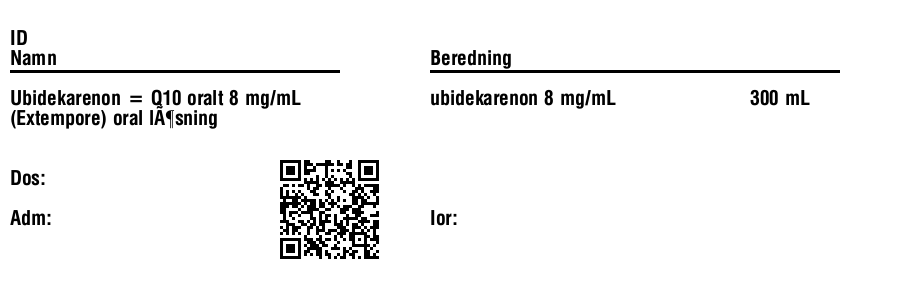 ID
Namn
Beredning
Ubidekarenon = Q10 oralt 8 mg/mL
(Extempore) oral lÃ¶sning
ubidekarenon 8 mg/mL 300 mL
Dos:
Adm:
Ior: